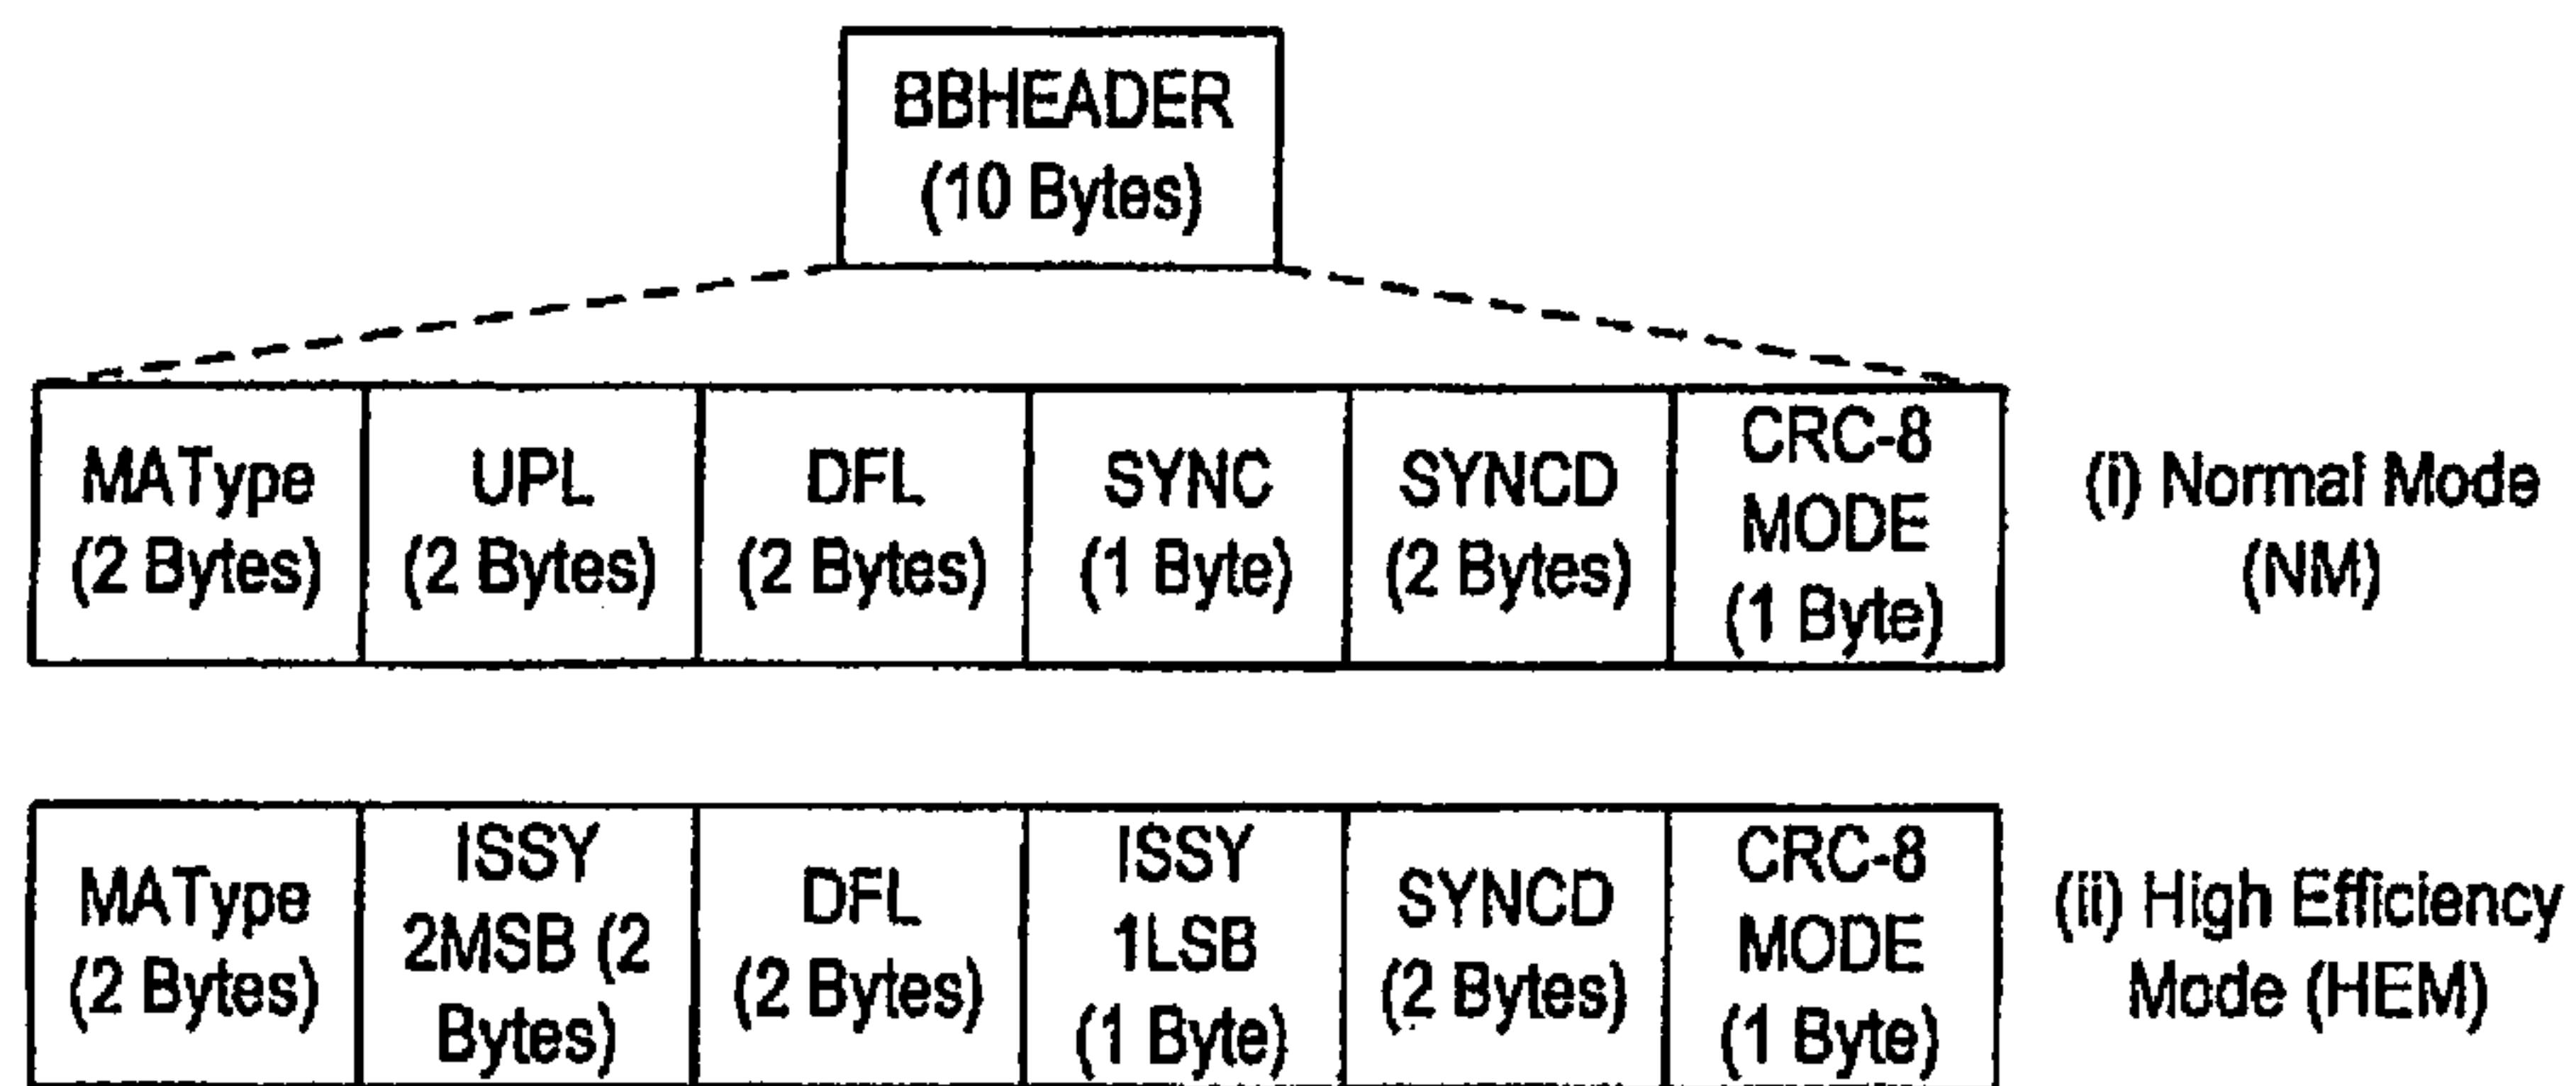 BBHEADER
(10 Bytes)
MAType
(2 Bytes)
UPL
(2 Bytes)
DFL
(2 Bytes)
SYNC
(1 Byte)
SYNCD
(2 Bytes)
CRC-8
MODE
(1 Byte)
(i) Normal Mode
(NM)
MAType
(2 Bytes)
ISSY
2MSB (2
Bytes)
DFL
(2 Bytes)
ISSY
1LSB
(1 Byte)
SYNCD
(2 Bytes)
CRC-8
MODE
(1 Byte)
(ii) High Efficiency
Mode (HEM)